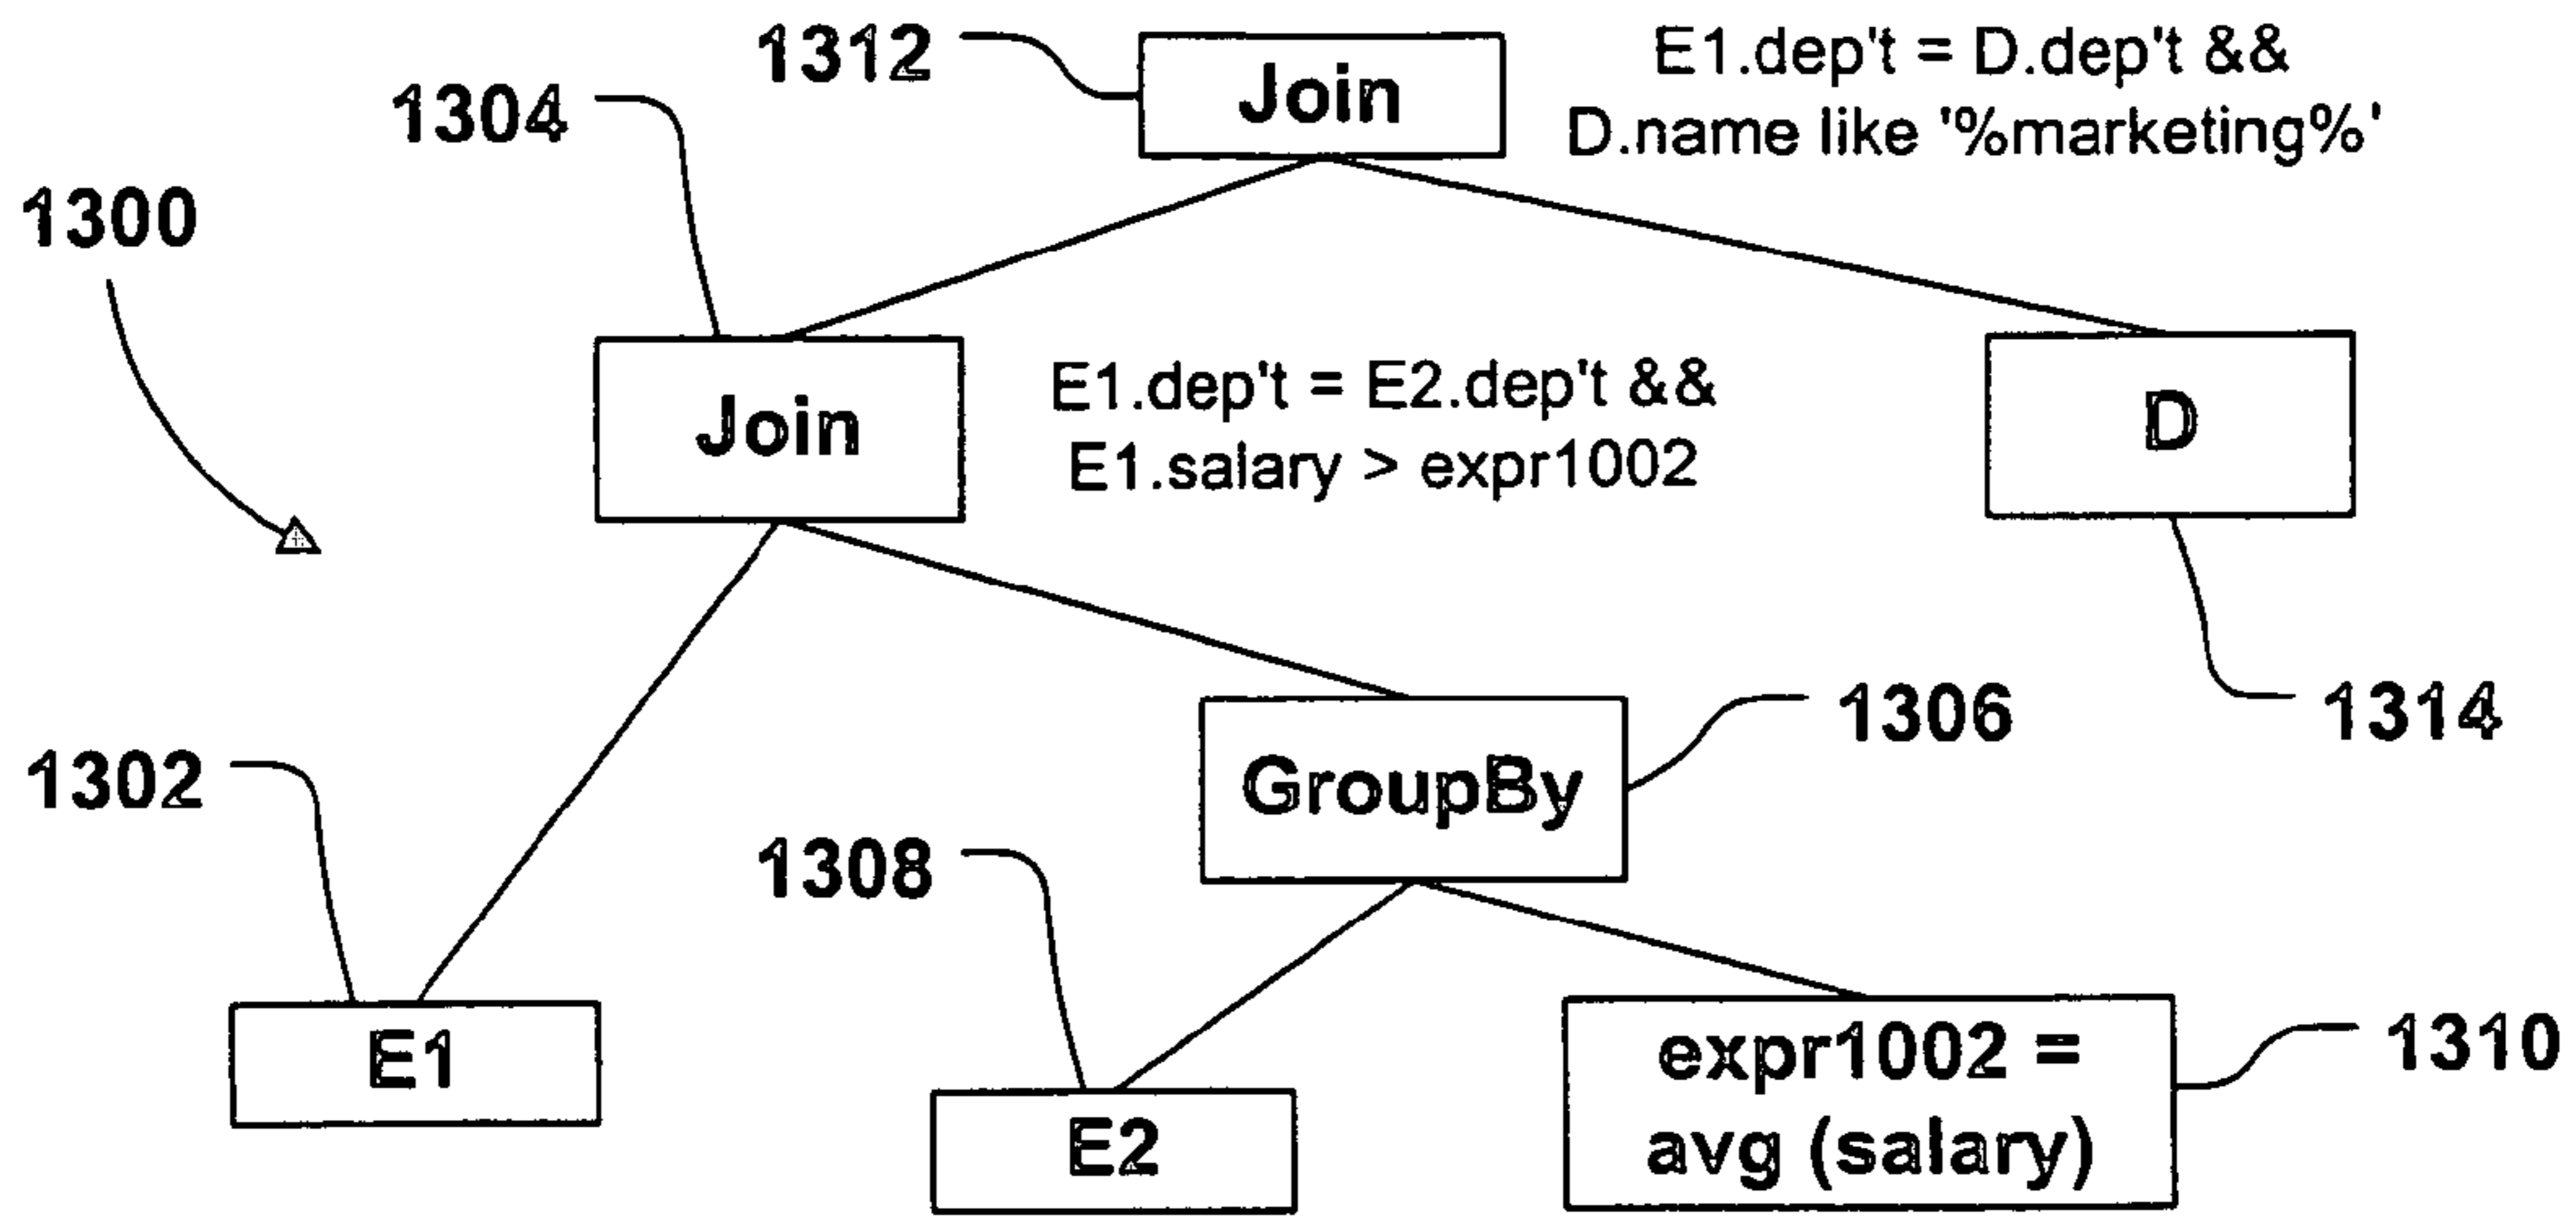 1312
Join
E1.dep't = D.dep't &&
D.name like '%marketing%'
1304
1300
Join
E1.dep't = E2.dep't &&
E1.salary > expr1002
D
1302
GroupBy
1306
1314
1308
E1
E2
expr1002 =
avg (salary)
1310